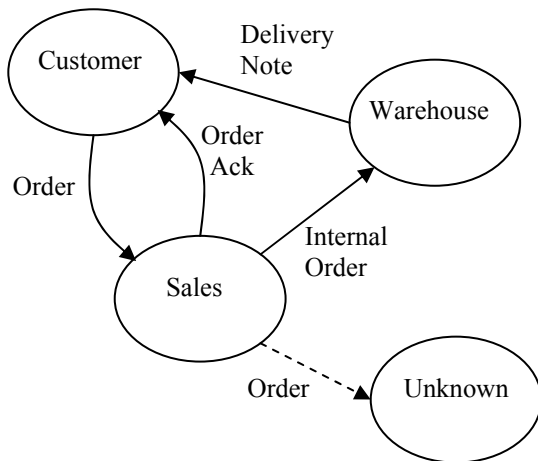 Customer
Delivery
Note
Warehouse
Order
Ack
Order
Internal
Order
Sales
Order
Unknown